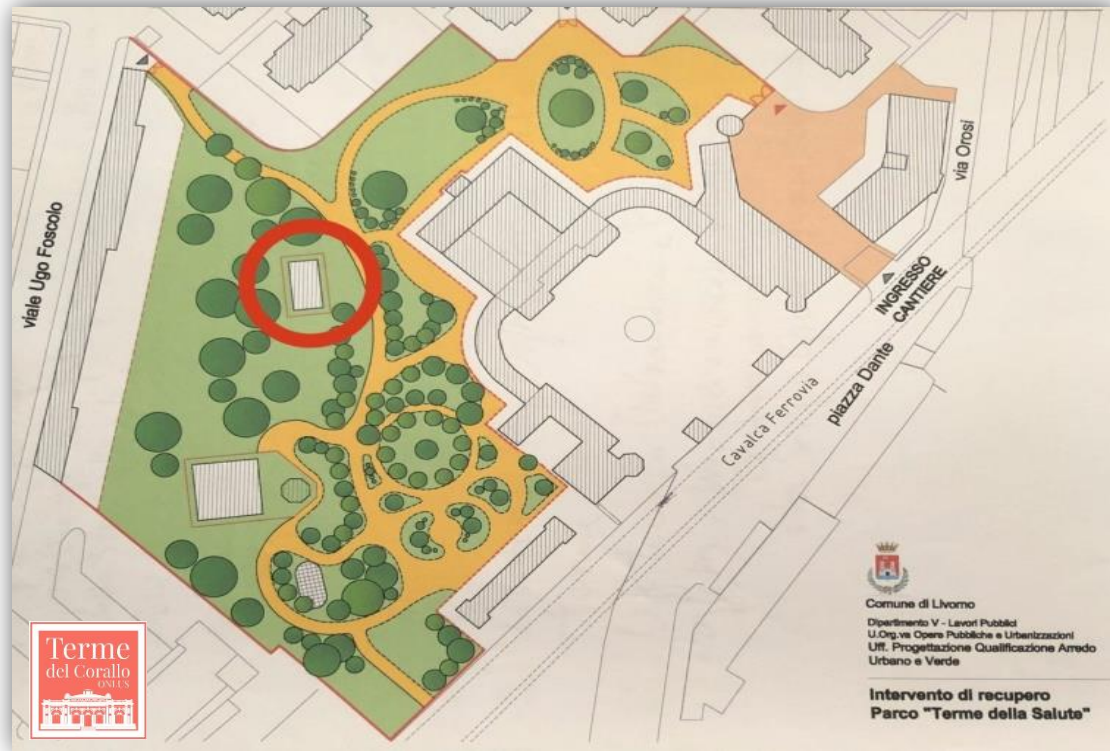 viale Ugo Foscolo
via Orosi
INGRESSO
CANTIERE
piazza Dante
Cavalca Ferrovia
Comune di Livorno
Dipartimento V - Lavori Pubblici
U.Org.va Opere Pubbliche e Urbanizzazioni
Uff. Progettazione Qualificazione Arredo
Urbano e Verde
Intervento di recupero
Parco "Terme della Salute"
Terme
del Corallo
ONLUS